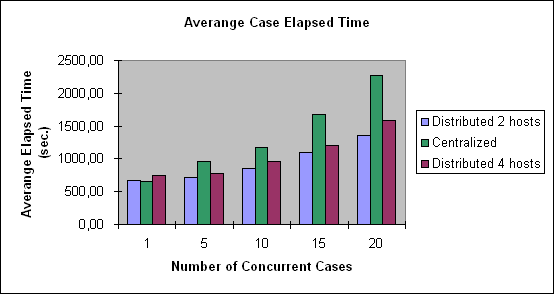 Averange Case Elapsed Time
Averange Elapsed Time
(sec.)
2500,00
2000,00
1500,00
1000,00
500,00
0,00
1 5 10 15 20
Number of Concurrent Cases
Distributed 2 hosts
Centralized
Distributed 4 hosts